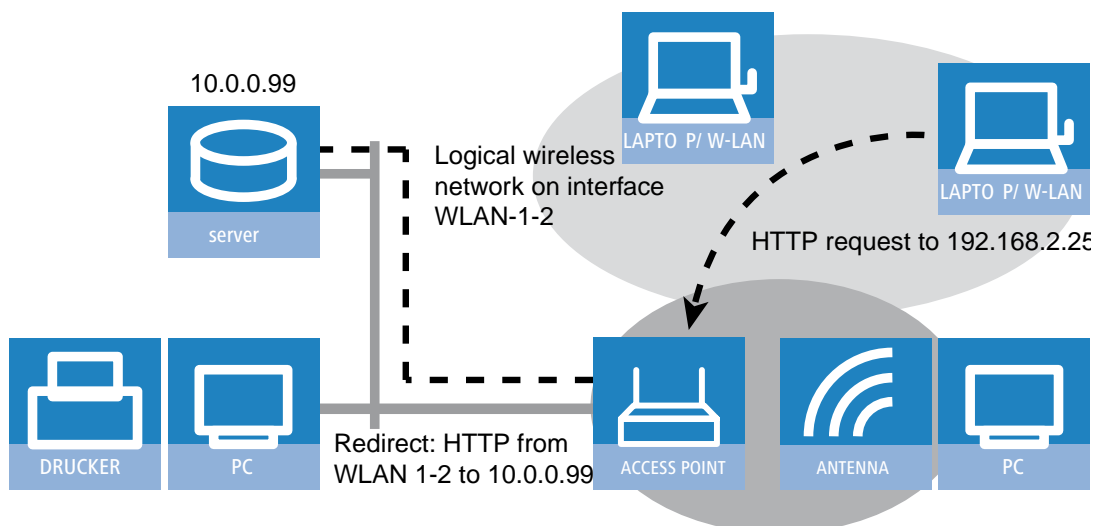 10.0.0.99
server
Logical wireless
network on interface
WLAN-1-2
LAPTO P/ W-LAN
LAPTO P/ W-LAN
HTTP request to 192.168.2.25
DRUCKER
PC
Redirect: HTTP from
WLAN 1-2 to 10.0.0.99
ACCESS POINT
ANTENNA
PC